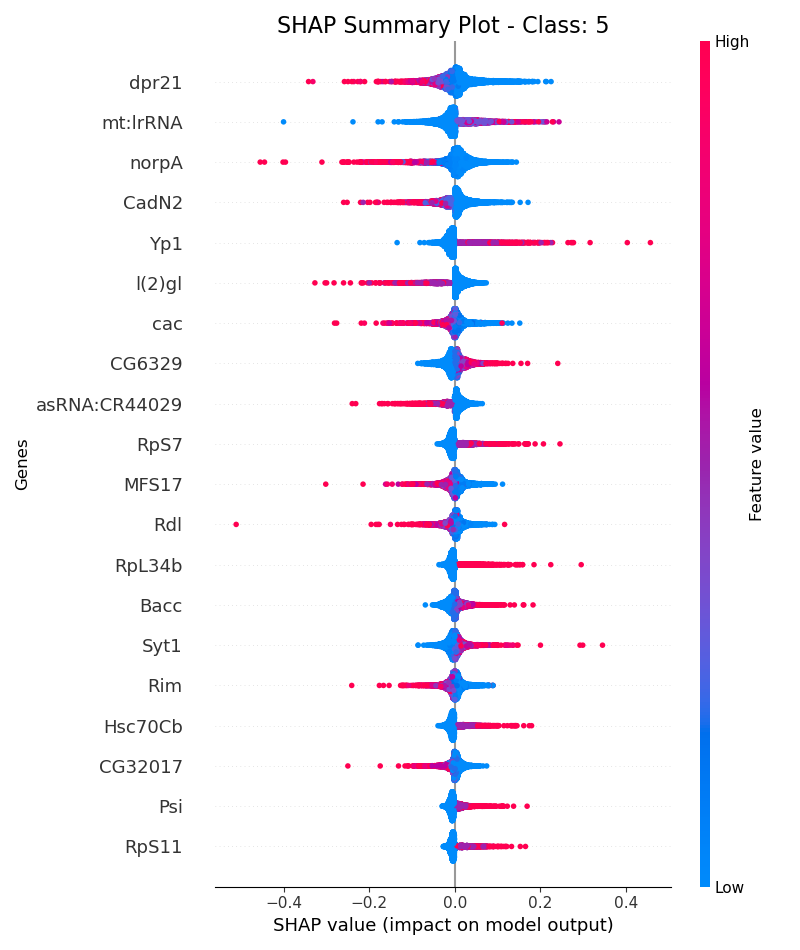 SHAP Summary Plot - Class: 5
High
dpr21
mt:lrRNA
norpA
CadN2
Yp1
l(2)gl
cac
CG6329
asRNA:CR44029
RpS7
MFS17
Rdl
RpL34b
Bacc
Syt1
Rim
Hsc70Cb
CG32017
Psi
RpS11
Genes
Feature value
Low
−0.4 −0.2 0.0 0.2 0.4
SHAP value (impact on model output)